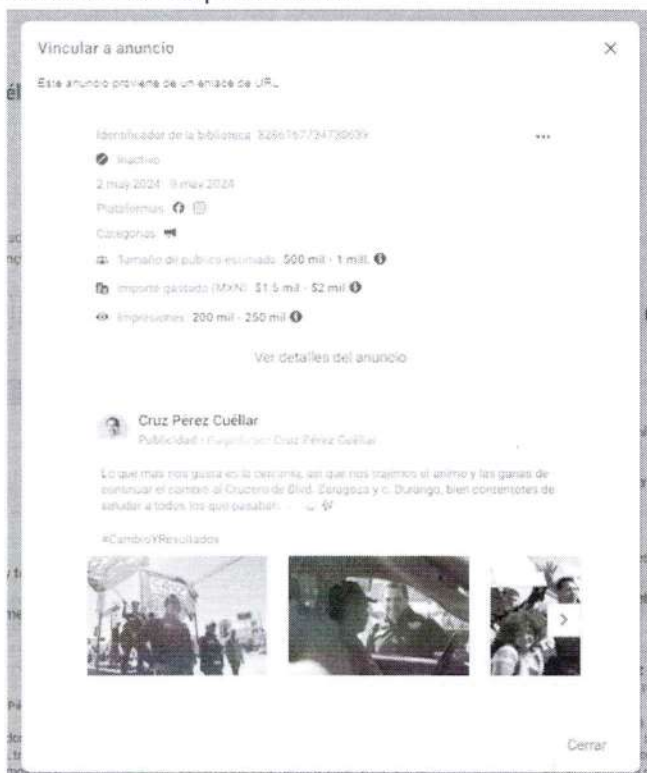 Vincular a anuncio
Este anuncio proviene de un enlace de URL
Identificador de la biblioteca:
Inactivo
2 may 2024 - 9 may 2024
Plataformas
Categorías
Tamaño de público estimado: 500 mil - 1 mill.
Importe gastado (MXN): $1.5 mil - $2 mil
Impresiones: 200 mil - 250 mil
Ver detalles del anuncio
Cruz Pérez Cuéllar
Publicidad • Pagado por Cruz Pérez Cuéllar
Lo que más nos gusta es la cercanía, así que nos trajimos el ánimo y las ganas de
continuar el cambio al Crucero de Blvd. Zaragoza y c. Durango, bien contentotes de
saludar a todos los que pasaban.
#CambioYResultados
Cerrar